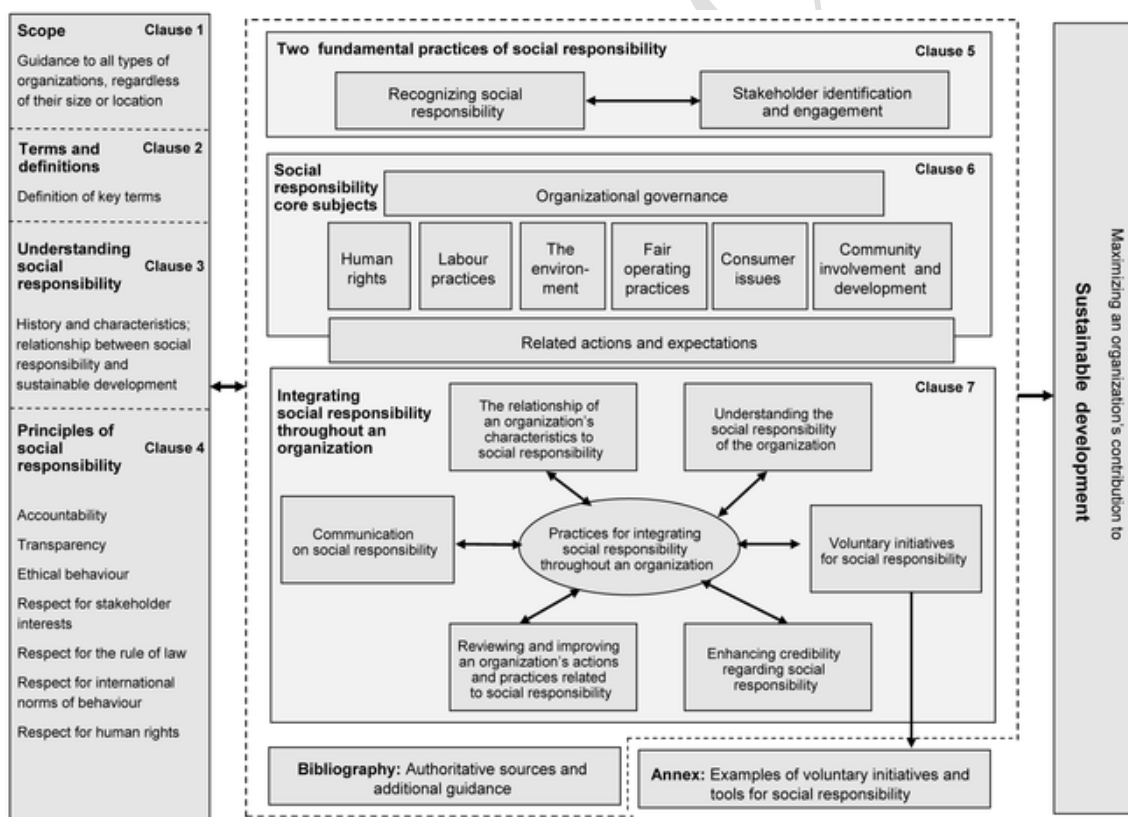 Scope Clause 1
Guidance to all types of
organizations, regardless
of their size or location
Terms and Clause 2
definitions
Definition of key terms
Understanding
social Clause 3
responsibility
History and characteristics;
relationship between social
responsibility and
sustainable development
Principles of
social Clause 4
responsibility
Accountability
Transparency
Ethical behaviour
Respect for stakeholder
interests
Respect for the rule of law
Respect for international
norms of behaviour
Respect for human rights
Two fundamental practices of social responsibility Clause 5
Recognizing social
responsibility
Stakeholder identification
and engagement
Social
responsibility
core subjects
Clause 6
Organizational governance
Human
rights
Labour
practices
The
environ-
ment
Fair
operating
practices
Consumer
issues
Community
involvement and
development
Related actions and expectations
Integrating
social responsibility
throughout an
organization
Clause 7
The relationship of
an organization's
characteristics to
social responsibility
Understanding the
social responsibility
of the organization
Communication
on social responsibility
Practices for integrating
social responsibility
throughout an organization
Voluntary initiatives
for social responsibility
Reviewing and improving
an organization's actions
and practices related
to social responsibility
Enhancing credibility
regarding social
responsibility
Bibliography: Authoritative sources and
additional guidance
Annex: Examples of voluntary initiatives and
tools for social responsibility
Maximizing an organization's contribution to
Sustainable development